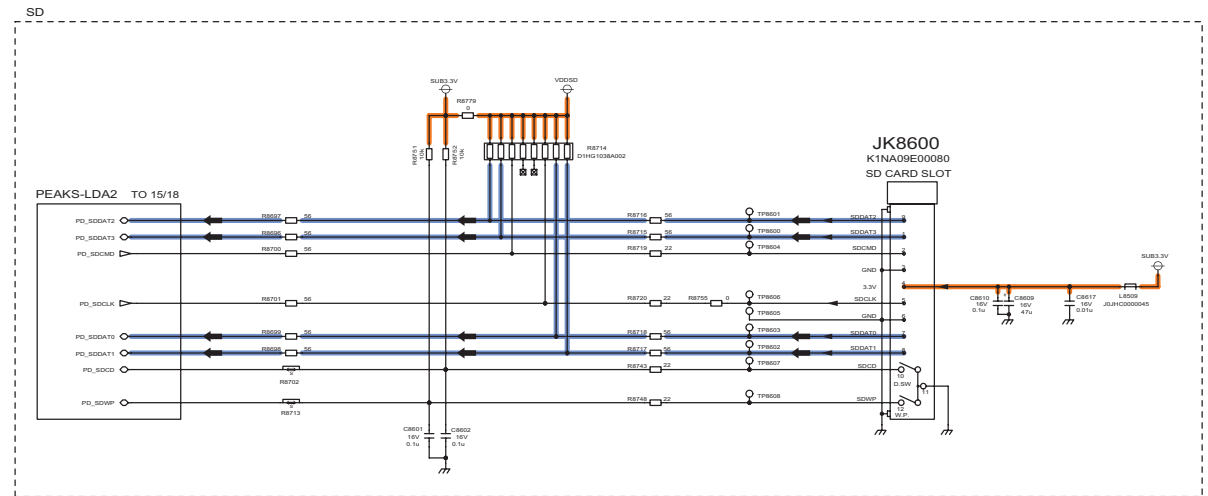 SD
SUB3.3V
VDDSD
R8779
0
R8751
10k
R8752
10k
R8714
D1HG1038A002
JK8600
K1NA09E00080
SD CARD SLOT
PEAKS-LDA2 TO 15/18
PD_SDDAT2
R8697
56
R8716
56
TP8601
SDDAT2
9
PD_SDDAT3
R8696
56
R8715
56
TP8600
SDDAT3
1
PD_SDCMD
R8700
56
R8719
22
TP8604
SDCMD
2
GND
3
SUB3.3V
3.3V
4
L8509
J0JHC0000045
C8610
16V
0.1u
C8609
16V
47u
C8617
16V
0.01u
PD_SDCLK
R8701
56
R8720
22
R8755
0
TP8606
SDCLK
5
TP8605
GND
6
PD_SDDAT0
R8699
56
R8718
56
TP8603
SDDAT0
7
PD_SDDAT1
R8698
56
R8717
56
TP8602
SDDAT1
8
PD_SDCD
S
R8702
R8743
22
TP8607
SDCD
10
D.SW
11
PD_SDWP
S
R8713
R8748
22
TP8608
SDWP
12
W.P.
C8601
16V
0.1u
C8602
16V
0.1u